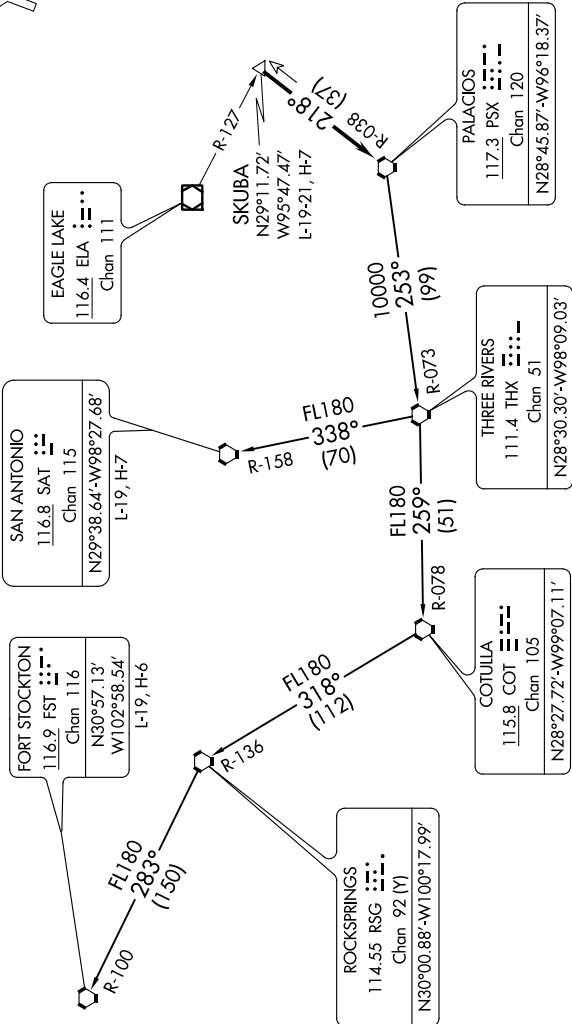 EAGLE LAKE
116.4 ELA
Chan 111
R-127
SKUBA
N29°11.72′
W95°47.47′
L-19-21, H-7
218°
(37)
R-038
PALACIOS
117.3 PSX
Chan 120
N28°45.87′-W96°18.37′
10000
253°
(99)
R-073
THREE RIVERS
111.4 THX
Chan 51
N28°30.30′-W98°09.03′
SAN ANTONIO
116.8 SAT
Chan 115
N29°38.64′-W98°27.68′
L-19, H-7
FL180
338°
(70)
R-158
FL180
259°
(51)
R-078
COTULLA
115.8 COT
Chan 105
N28°27.72′-W99°07.11′
FL180
318°
(112)
R-136
ROCKSPRINGS
114.55 RSG
Chan 92 (Y)
N30°00.88′-W100°17.99′
FL180
283°
(150)
R-100
FORT STOCKTON
116.9 FST
Chan 116
N30°57.13′
W102°58.54′
L-19, H-6